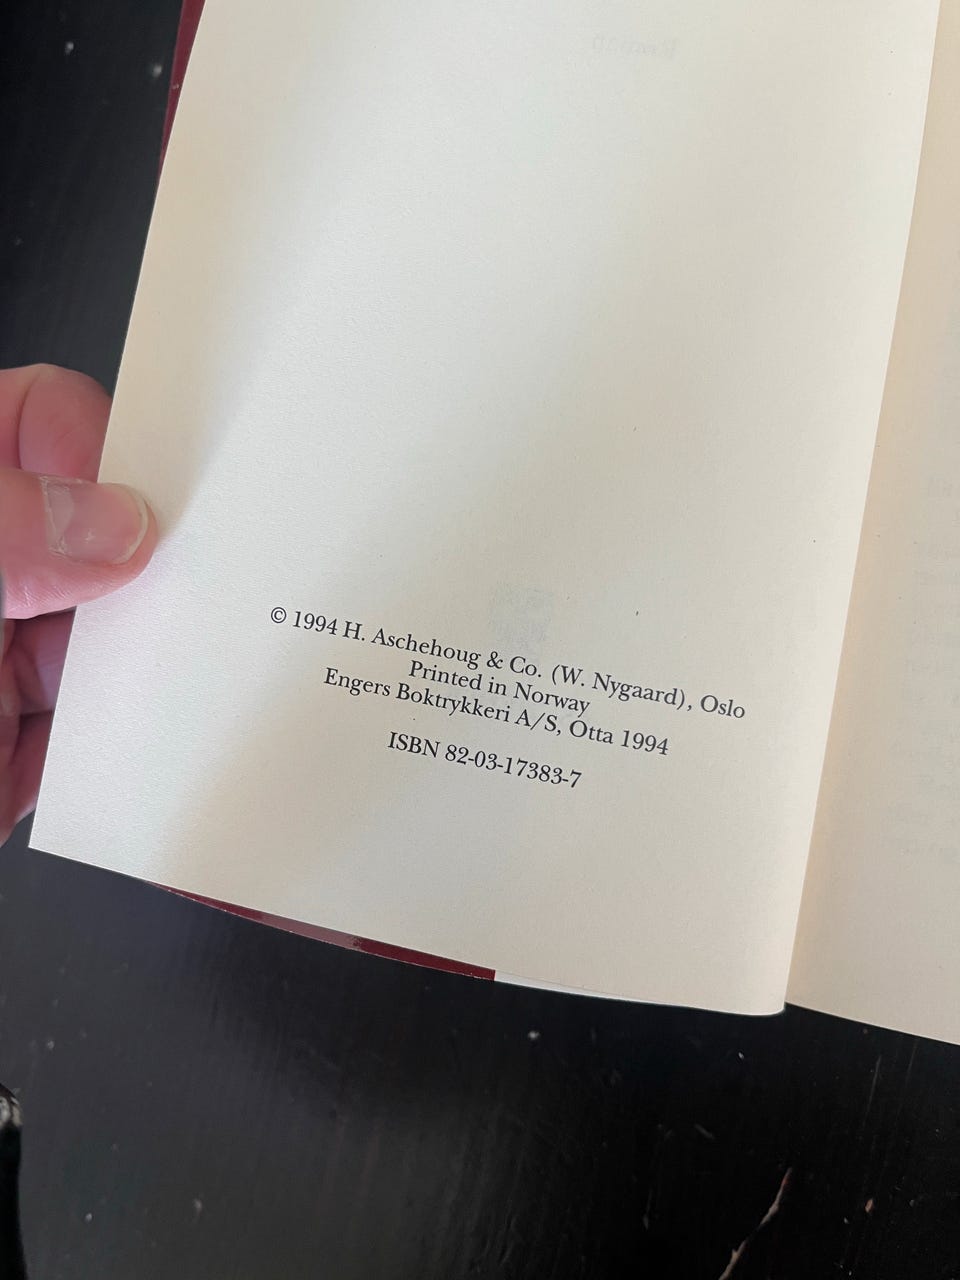 © 1994 H. Aschehoug & Co. (W. Nygaard), Oslo
Printed in Norway
Engers Boktrykkeri A/S, Otta 1994
ISBN 82-03-17383-7